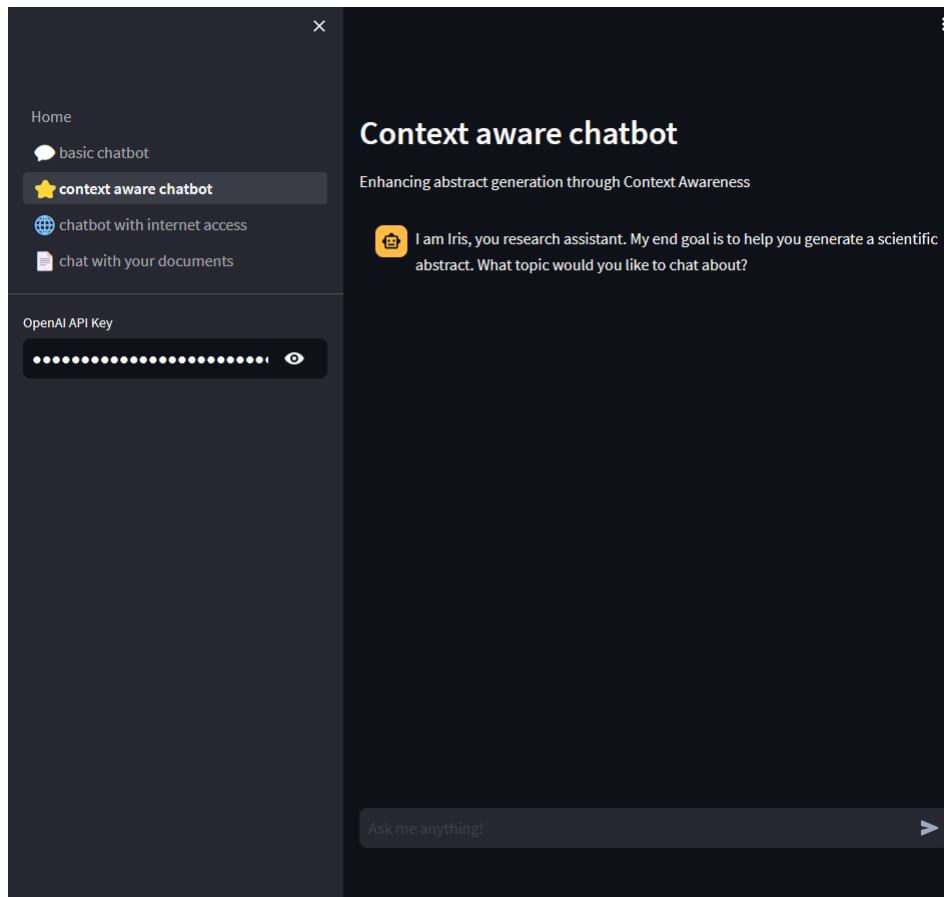 Home
basic chatbot
context aware chatbot
chatbot with internet access
chat with your documents
OpenAI API Key
Context aware chatbot
Enhancing abstract generation through Context Awareness
I am Iris, you research assistant. My end goal is to help you generate a scientific
abstract. What topic would you like to chat about?
Ask me anything!